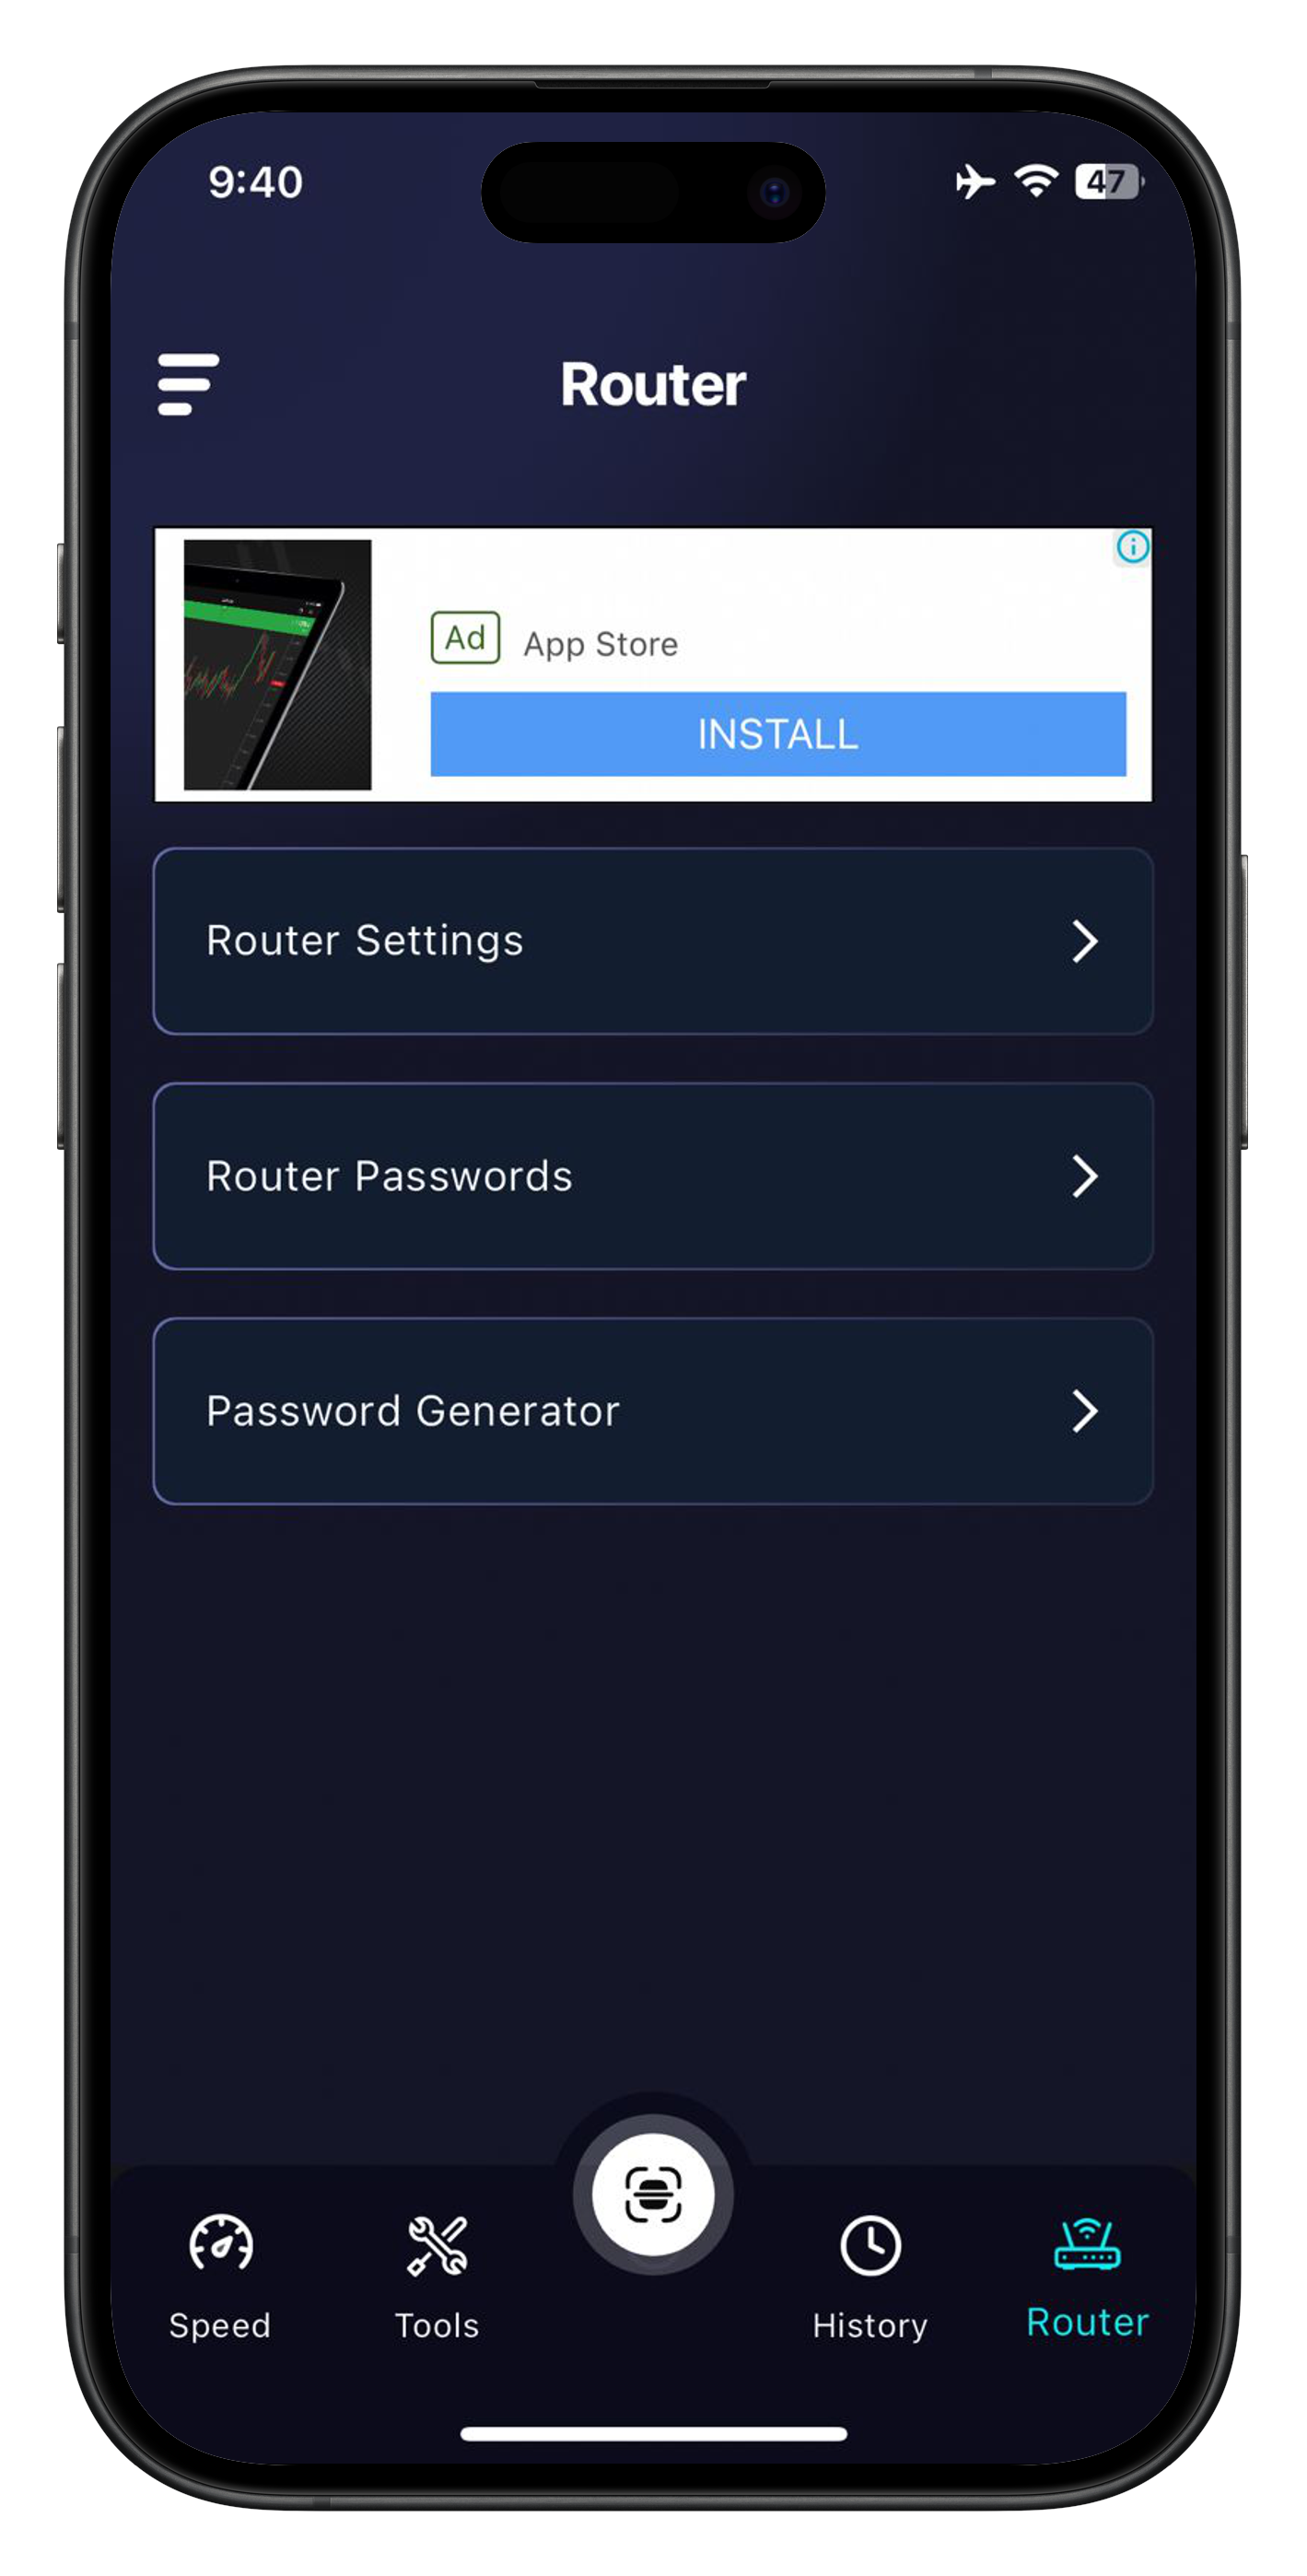 9:40
47
Router
Ad App Store
INSTALL
Router Settings
Router Passwords
Password Generator
Speed
Tools
History
Router